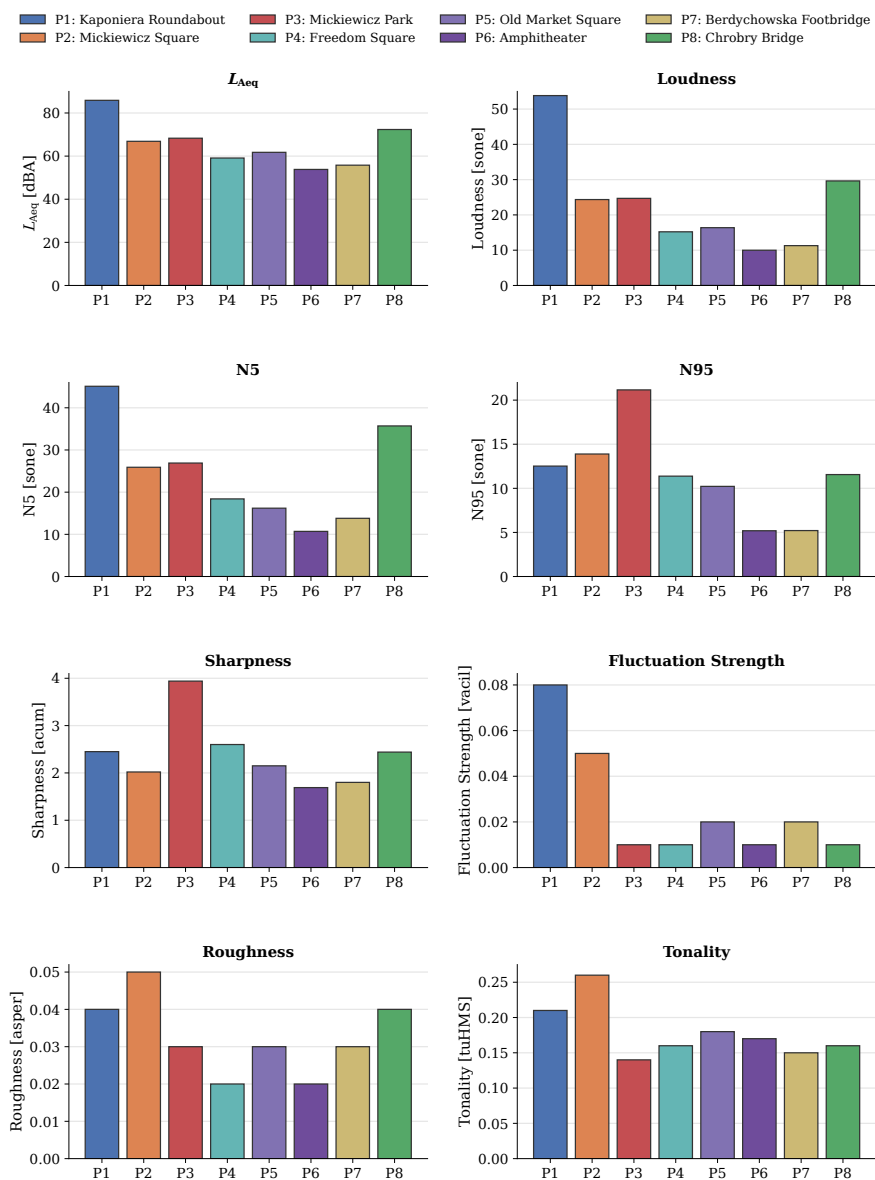 P1: Kaponiera Roundabout P3: Mickiewicz Park P5: Old Market Square P7: Berdychowska Footbridge
P2: Mickiewicz Square P4: Freedom Square P6: Amphitheater P8: Chrobry Bridge
L_Aeq
L_Aeq [dBA]
80
60
40
20
0
P1 P2 P3 P4 P5 P6 P7 P8
Loudness
Loudness [sone]
50
40
30
20
10
0
P1 P2 P3 P4 P5 P6 P7 P8
N5
N5 [sone]
40
30
20
10
0
P1 P2 P3 P4 P5 P6 P7 P8
N95
N95 [sone]
20
15
10
5
0
P1 P2 P3 P4 P5 P6 P7 P8
Sharpness
Sharpness [acum]
4
3
2
1
0
P1 P2 P3 P4 P5 P6 P7 P8
Fluctuation Strength
Fluctuation Strength [vacil]
0.08
0.06
0.04
0.02
0.00
P1 P2 P3 P4 P5 P6 P7 P8
Roughness
Roughness [asper]
0.05
0.04
0.03
0.02
0.01
0.00
P1 P2 P3 P4 P5 P6 P7 P8
Tonality
Tonality [tuHMS]
0.25
0.20
0.15
0.10
0.05
0.00
P1 P2 P3 P4 P5 P6 P7 P8